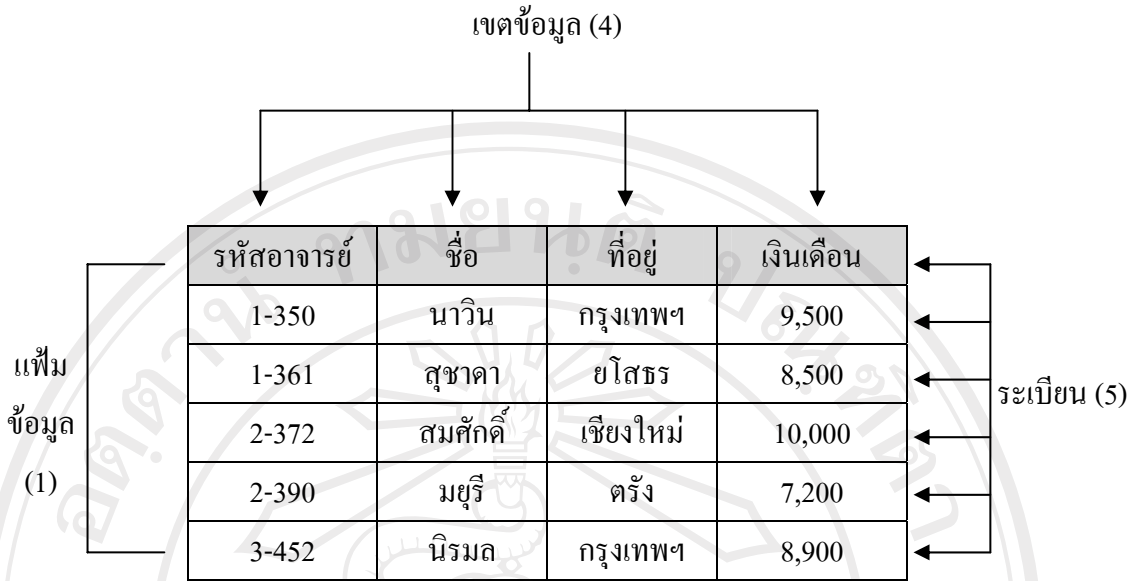 เขตข้อมูล (4)
รหัสอาจารย์ ชื่อ ที่อยู่ เงินเดือน
1-350 นาวิน กรุงเทพฯ 9,500
1-361 สุชาดา ยโสธร 8,500
2-372 สมศักดิ์ เชียงใหม่ 10,000
2-390 มยุรี ตรัง 7,200
3-452 นิรมล กรุงเทพฯ 8,900
แฟ้ม
ข้อมูล
(1)
ระเบียน (5)